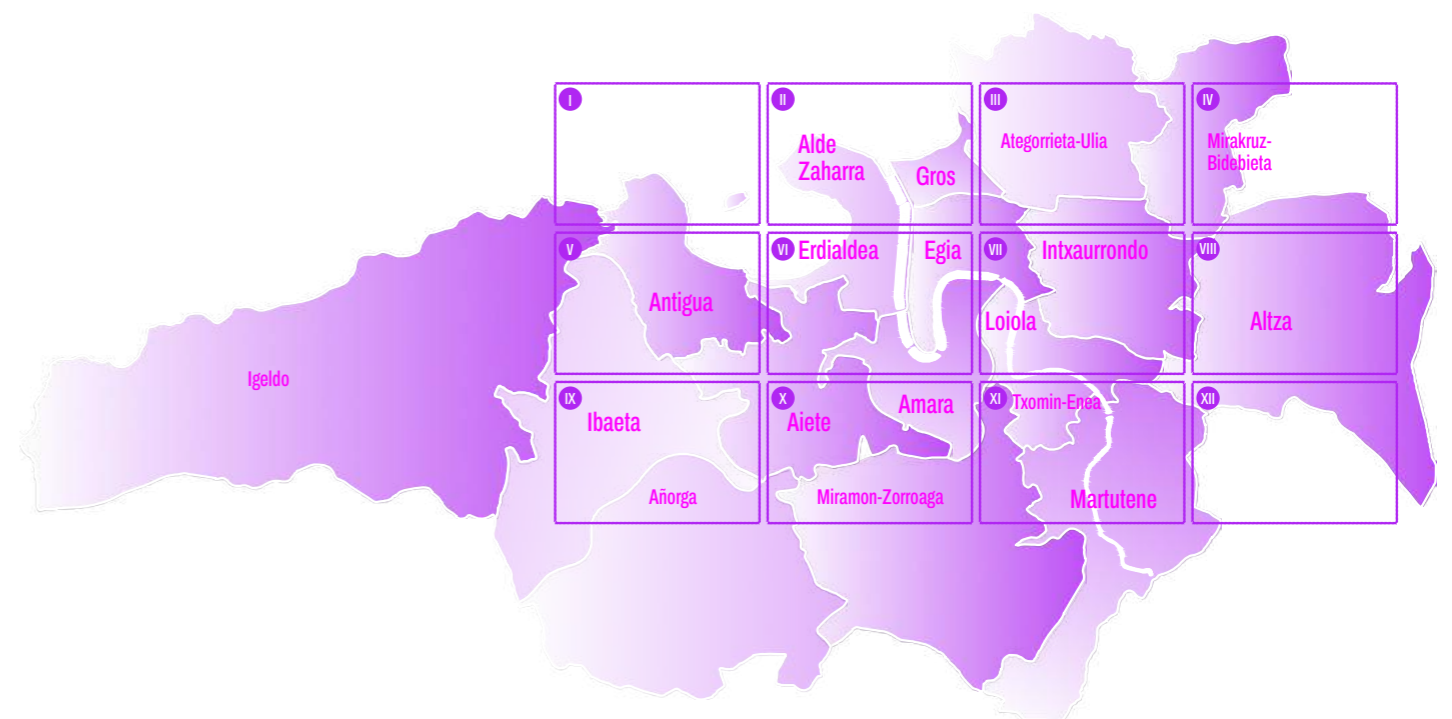 I
II
III
IV
Alde
Zaharra
Gros
Ategorrieta-Ulia
Mirakruz-
Bidebieta
V
VI
Erdialdea
Egia
VII
Intxaurrondo
VIII
Antigua
Loiola
Altza
Igeldo
IX
Ibaeta
X
Aiete
Amara
XI
Txomin-Enea
XII
Añorga
Miramon-Zorroaga
Martutene